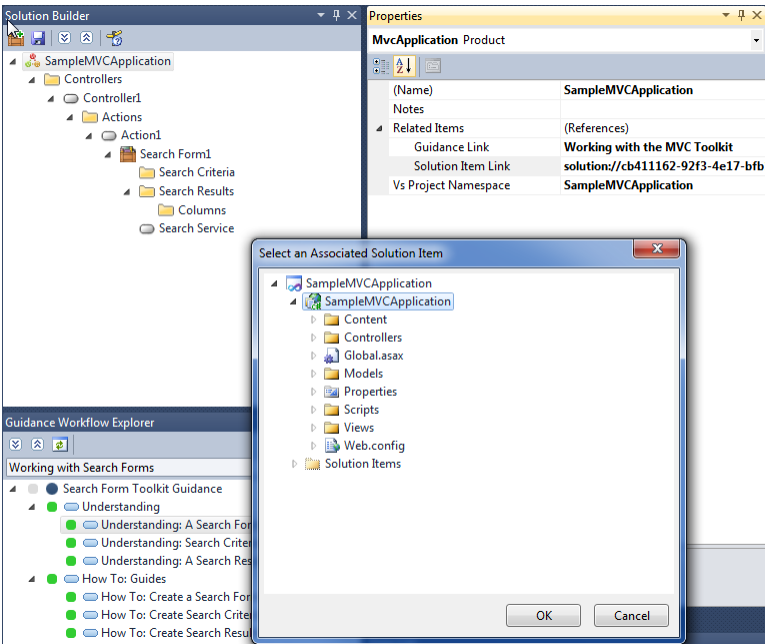 Solution Builder
SampleMVCApplication
Controllers
Controller1
Actions
Action1
Search Form1
Search Criteria
Search Results
Columns
Search Service
Properties
MvcApplication Product
(Name) SampleMVCApplication
Notes
Related Items (References)
Guidance Link Working with the MVC Toolkit
Solution Item Link solution://cb411162-92f3-4e17-bfb
Vs Project Namespace SampleMVCApplication
Select an Associated Solution Item
SampleMVCApplication
SampleMVCApplication
Content
Controllers
Global.asax
Models
Properties
Scripts
Views
Web.config
Solution Items
OK Cancel
Guidance Workflow Explorer
Working with Search Forms
Search Form Toolkit Guidance
Understanding
Understanding: A Search For
Understanding: Search Criter
Understanding: A Search Res
How To: Guides
How To: Create a Search For
How To: Create Search Crite
How To: Create Search Resul